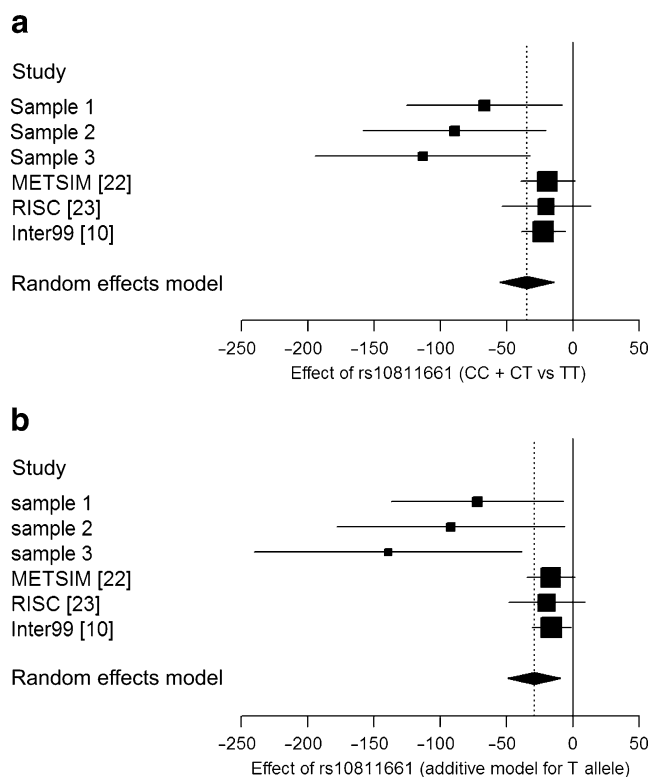 a
Study
Sample 1
Sample 2
Sample 3
METSIM [22]
RISC [23]
Inter99 [10]
Random effects model
−250 −200 −150 −100 −50 0 50
Effect of rs10811661 (CC + CT vs TT)
b
Study
sample 1
sample 2
sample 3
METSIM [22]
RISC [23]
Inter99 [10]
Random effects model
−250 −200 −150 −100 −50 0 50
Effect of rs10811661 (additive model for T allele)